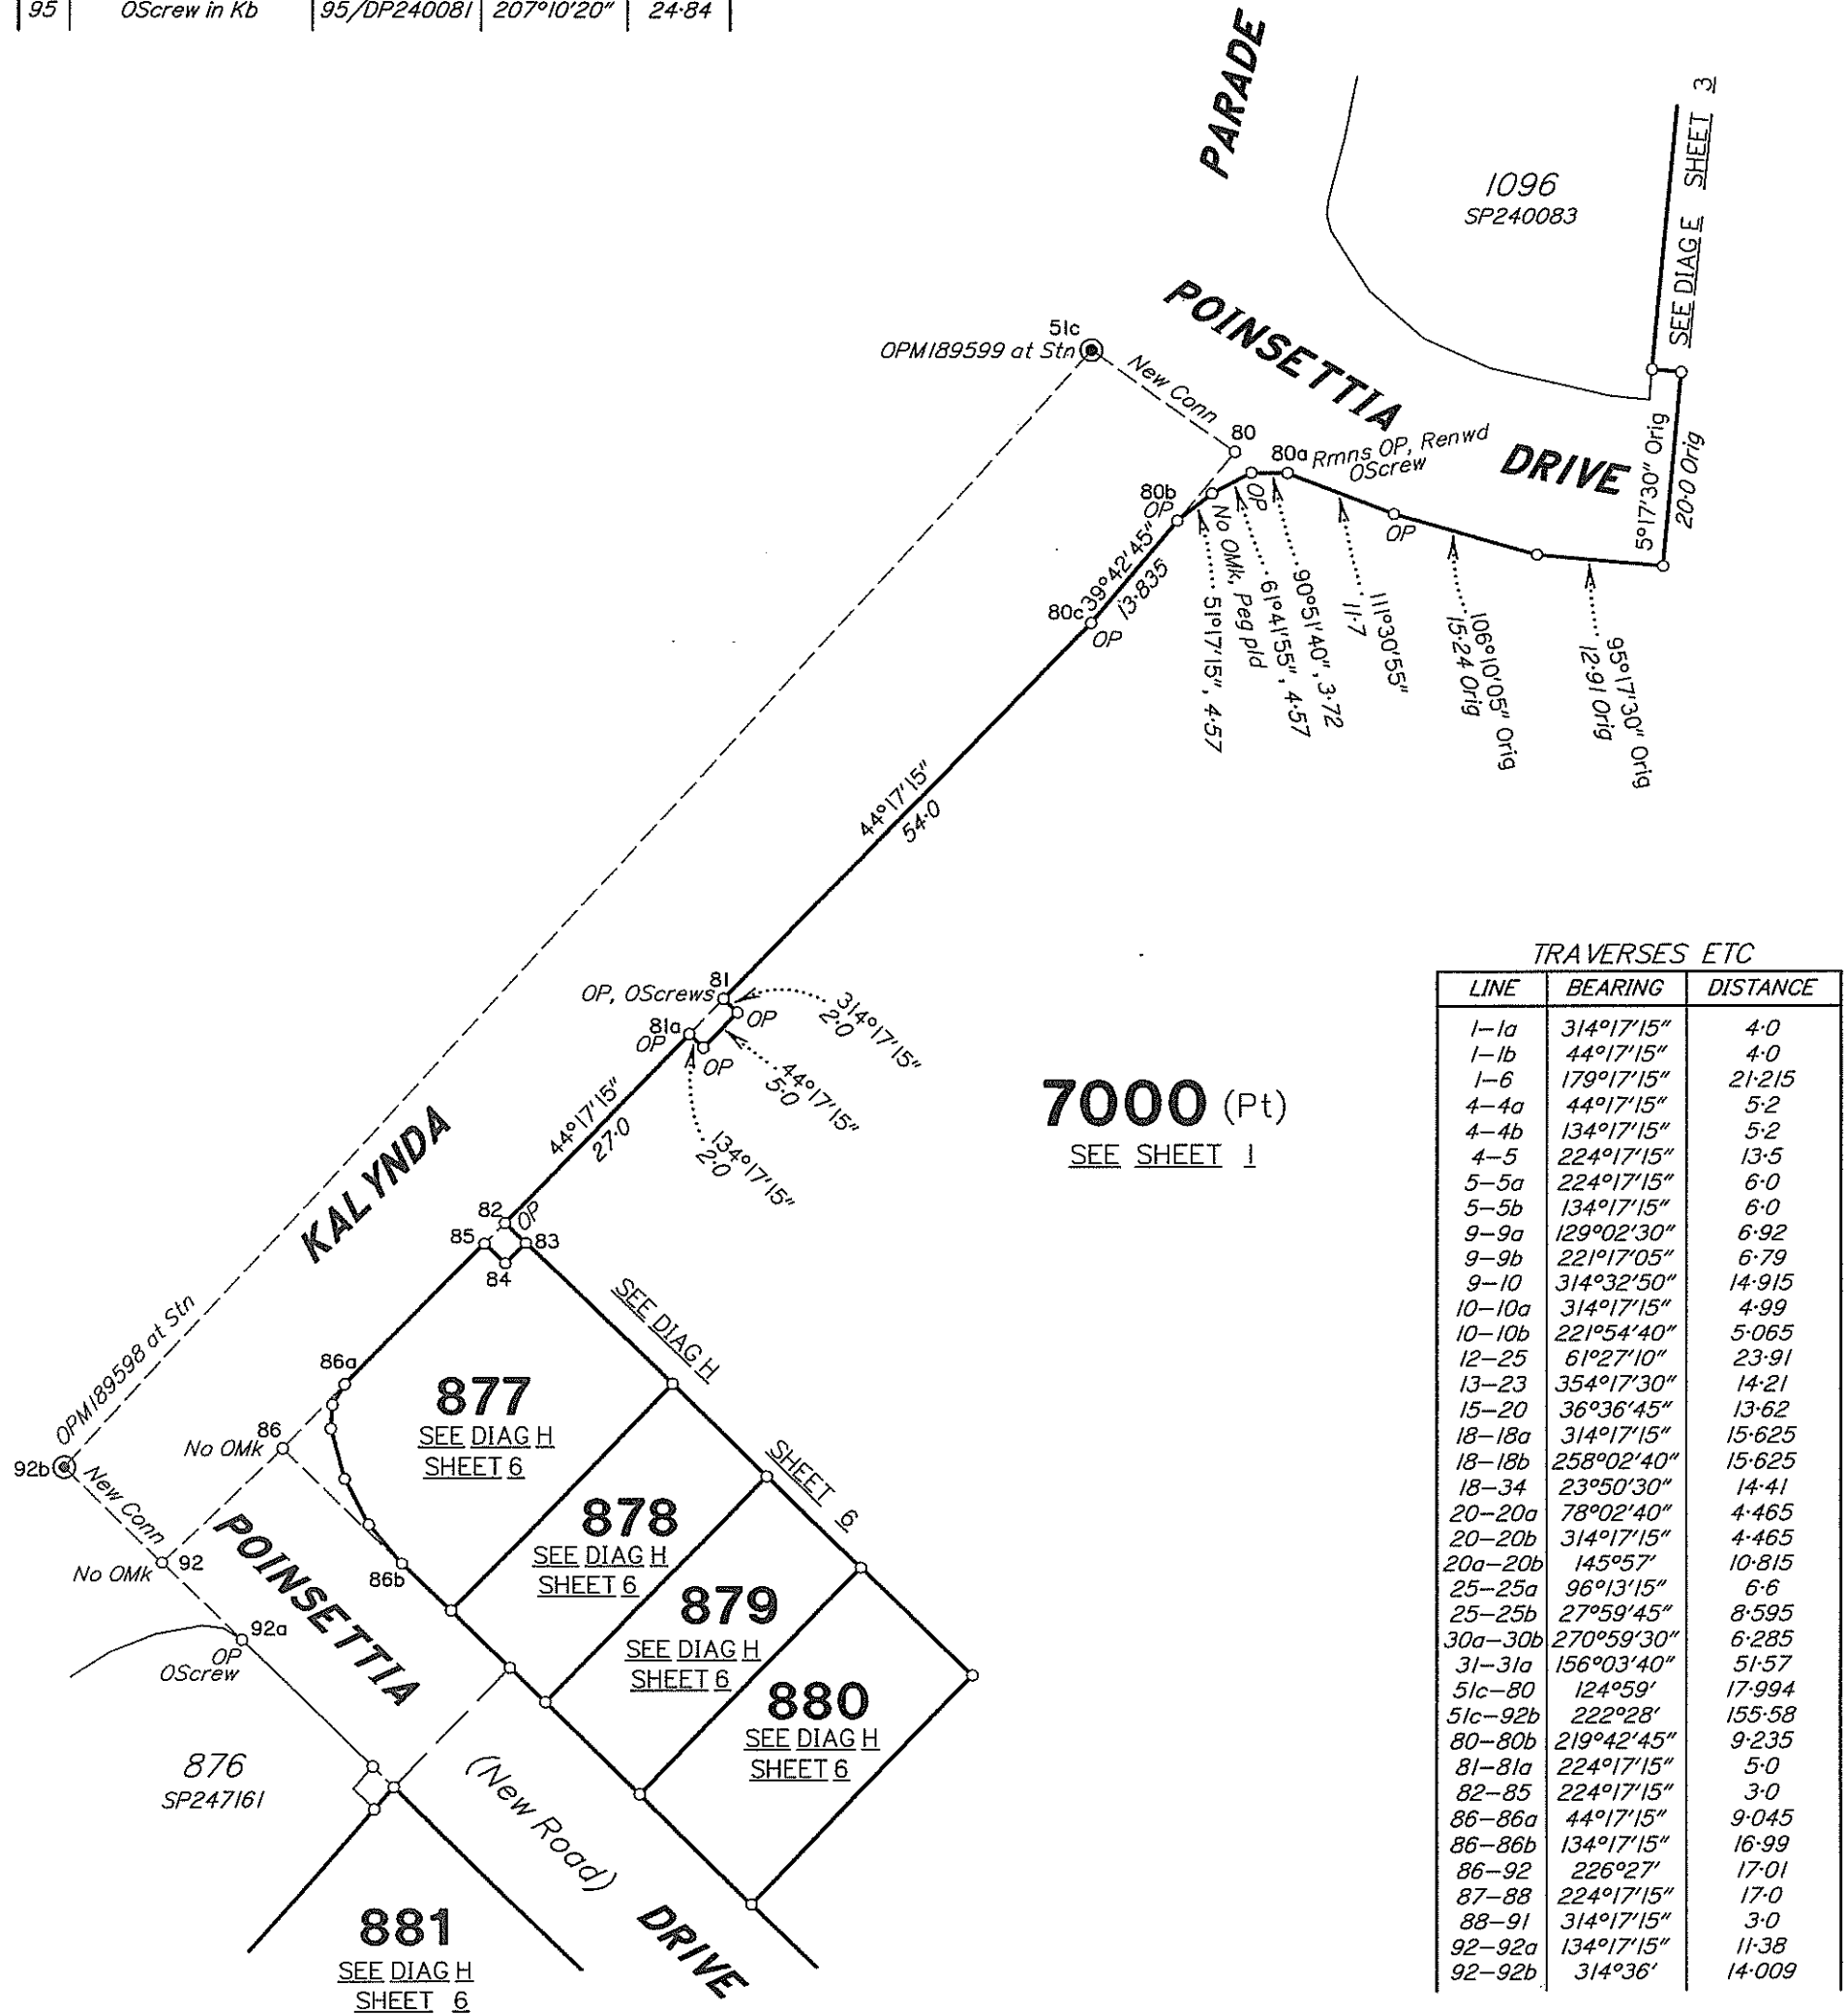 95 OScrew in Kb 95/DP240081 207°10'20" 24·84
PARADE
1096
SP240083
SEE DIAG E SHEET 3
POINSETTIA
DRIVE
51c
OPM189599 at Stn
New Conn
80
80a Rmns OP, Renwd
OScrew
80b
OP
OP
OP
No OMk, Peg pld
5°17'30" Orig
20·0 Orig
39°42'45"
13·835
80c
OP
51°17'15", 4·57
61°41'55", 4·57
90°51'40", 3·72
111°30'55"
11·7
106°10'05" Orig
15·24 Orig
95°17'30" Orig
12·91 Orig
44°17'15"
54·0
81
OP, OScrews
OP
81a
OP
OP
314°17'15"
2·0
44°17'15"
5·0
134°17'15"
2·0
44°17'15"
27·0
7000 (Pt)
SEE SHEET 1
KALYNDA
82
OP
85
83
84
SEE DIAG H
SHEET 6
OPM189598 at Stn
86a
877
SEE DIAG H
SHEET 6
86
No OMk
92b
New Conn
878
SEE DIAG H
SHEET 6
92
No OMk
86b
POINSETTIA
879
SEE DIAG H
SHEET 6
92a
OP
OScrew
880
SEE DIAG H
SHEET 6
876
SP247161
(New Road)
DRIVE
881
SEE DIAG H
SHEET 6
TRAVERSES ETC
LINE BEARING DISTANCE
1-1a 314°17'15" 4·0
1-1b 44°17'15" 4·0
1-6 179°17'15" 21·215
4-4a 44°17'15" 5·2
4-4b 134°17'15" 5·2
4-5 224°17'15" 13·5
5-5a 224°17'15" 6·0
5-5b 134°17'15" 6·0
9-9a 129°02'30" 6·92
9-9b 221°17'05" 6·79
9-10 314°32'50" 14·915
10-10a 314°17'15" 4·99
10-10b 221°54'40" 5·065
12-25 61°27'10" 23·91
13-23 354°17'30" 14·21
15-20 36°36'45" 13·62
18-18a 314°17'15" 15·625
18-18b 258°02'40" 15·625
18-34 23°50'30" 14·41
20-20a 78°02'40" 4·465
20-20b 314°17'15" 4·465
20a-20b 145°57' 10·815
25-25a 96°13'15" 6·6
25-25b 27°59'45" 8·595
30a-30b 270°59'30" 6·285
31-31a 156°03'40" 51·57
51c-80 124°59' 17·994
51c-92b 222°28' 155·58
80-80b 219°42'45" 9·235
81-81a 224°17'15" 5·0
82-85 224°17'15" 3·0
86-86a 44°17'15" 9·045
86-86b 134°17'15" 16·99
86-92 226°27' 17·01
87-88 224°17'15" 17·0
88-91 314°17'15" 3·0
92-92a 134°17'15" 11·38
92-92b 314°36' 14·009